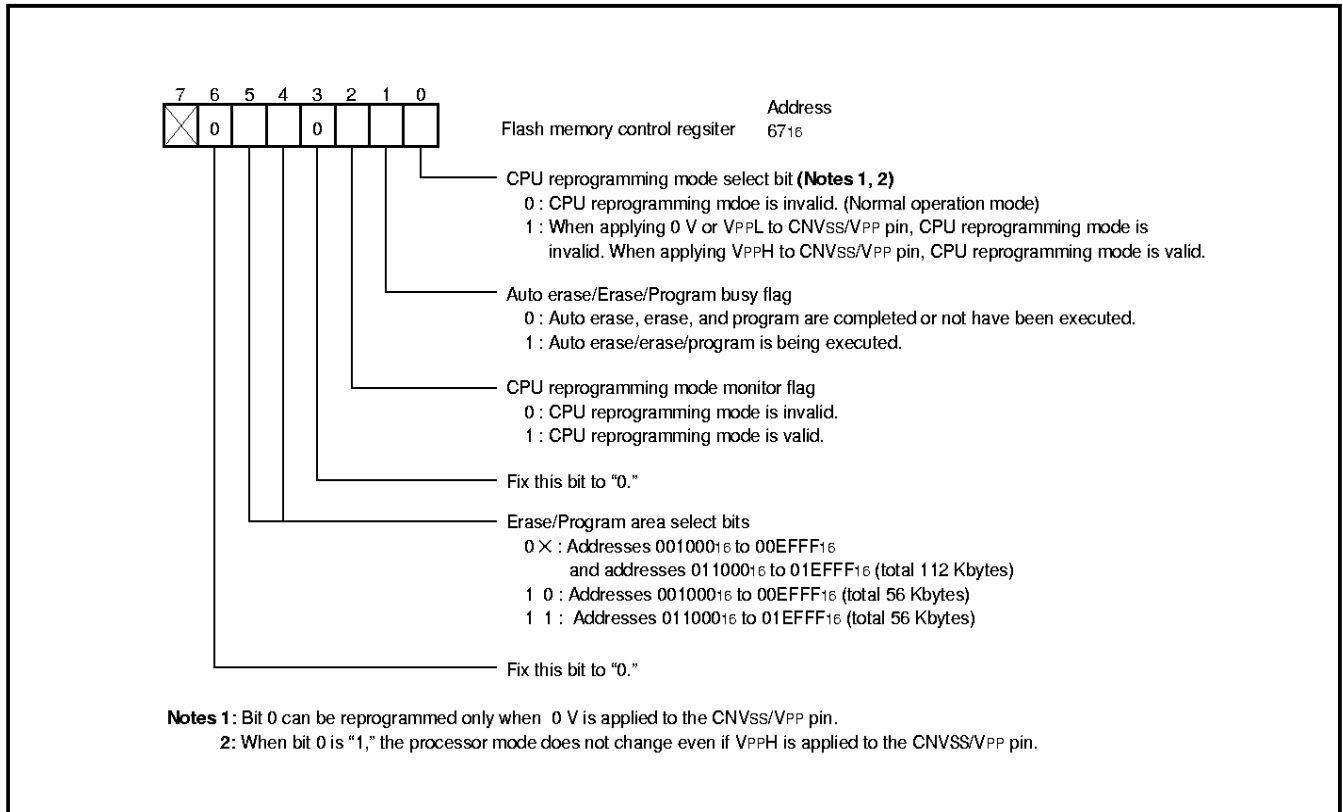 7 6 5 4 3 2 1 0
0 0
Address
Flash memory control regsiter 6716
CPU reprogramming mode select bit (Notes 1, 2)
0 : CPU reprogramming mdoe is invalid. (Normal operation mode)
1 : When applying 0 V or VPPL to CNVSS/VPP pin, CPU reprogramming mode is
invalid. When applying VPPH to CNVSS/VPP pin, CPU reprogramming mode is valid.
Auto erase/Erase/Program busy flag
0 : Auto erase, erase, and program are completed or not have been executed.
1 : Auto erase/erase/program is being executed.
CPU reprogramming mode monitor flag
0 : CPU reprogramming mode is invalid.
1 : CPU reprogramming mode is valid.
Fix this bit to “0.”
Erase/Program area select bits
0 X : Addresses 00100016 to 00EFFF16
and addresses 01100016 to 01EFFF16 (total 112 Kbytes)
1 0 : Addresses 00100016 to 00EFFF16 (total 56 Kbytes)
1 1 : Addresses 01100016 to 01EFFF16 (total 56 Kbytes)
Fix this bit to “0.”
Notes 1: Bit 0 can be reprogrammed only when 0 V is applied to the CNVSS/VPP pin.
2: When bit 0 is “1,” the processor mode does not change even if VPPH is applied to the CNVSS/VPP pin.